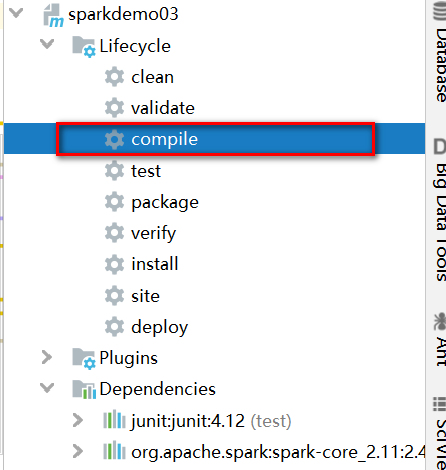 sparkdemo03
Lifecycle
clean
validate
compile
test
package
verify
install
site
deploy
Plugins
Dependencies
junit:junit:4.12 (test)
org.apache.spark:spark-core_2.11:2.4
Database
Big Data Tools
Ant